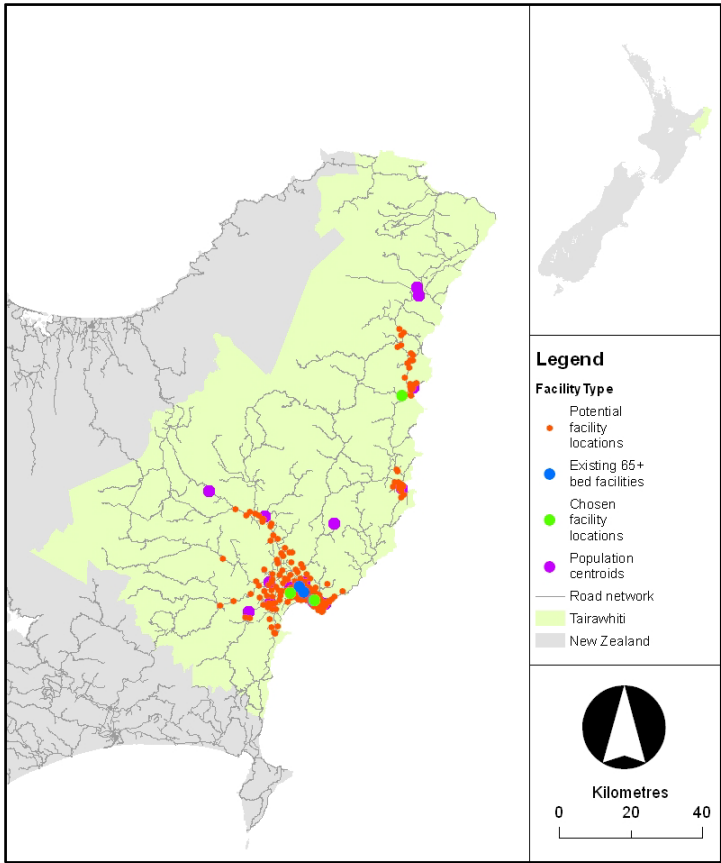 Legend
Facility Type
Potential
facility
locations
Existing 65+
bed facilities
Chosen
facility
locations
Population
centroids
Road network
Tairawhiti
New Zealand
Kilometres
0 20 40